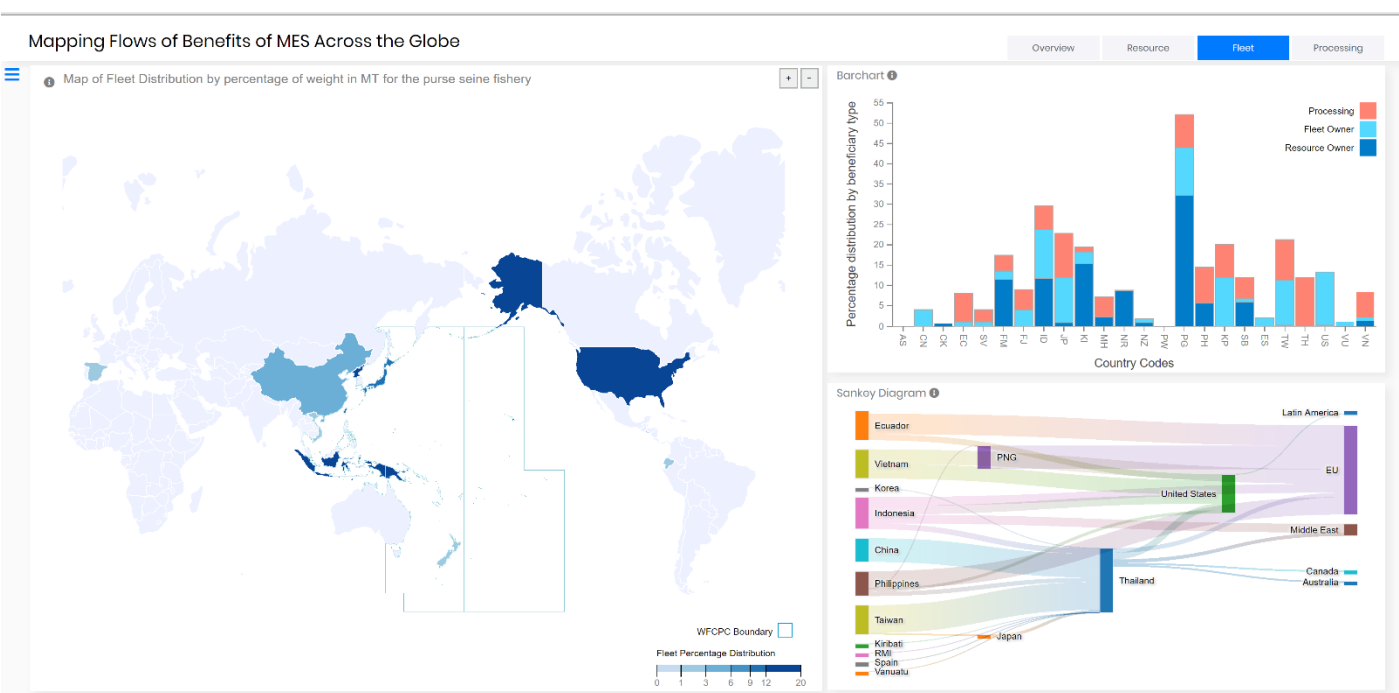 Mapping Flows of Benefits of MES Across the Globe
Overview
Resource
Fleet
Processing
Map of Fleet Distribution by percentage of weight in MT for the purse seine fishery
+
-
WFCPC Boundary
Fleet Percentage Distribution
0 1 3 6 9 12 20
Barchart
Percentage distribution by beneficiary type
55
50
45
40
35
30
25
20
15
10
5
0
Processing
Fleet Owner
Resource Owner
AS CN CK EC SV FM FJ ID JP KI MH NR NZ PW PG PH KP SB ES TW TH US VU VN
Country Codes
Sankey Diagram
Ecuador
Vietnam
Korea
Indonesia
China
Philippines
Taiwan
Kiribati
RMI
Spain
Vanuatu
PNG
Japan
Thailand
United States
Latin America
EU
Middle East
Canada
Australia